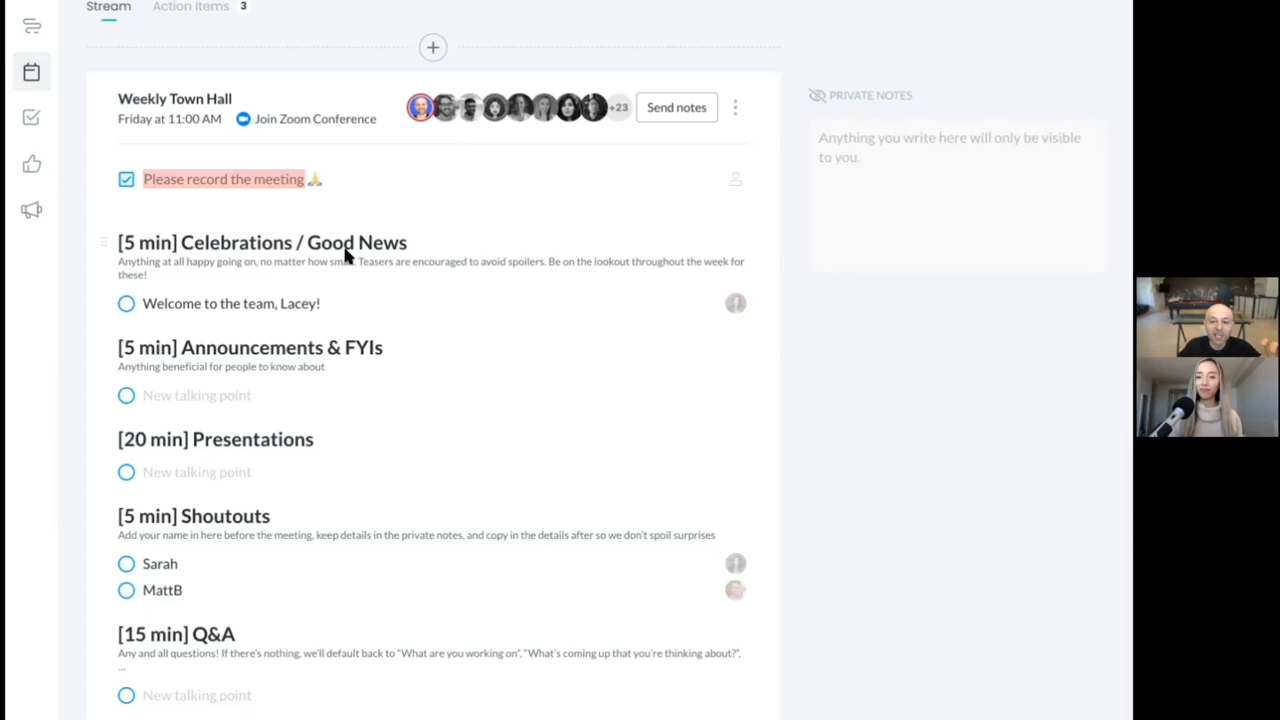 Stream Action Items 3
Weekly Town Hall
Friday at 11:00 AM Join Zoom Conference
+23
Send notes
Please record the meeting 🙏
[5 min] Celebrations / Good News
Anything at all happy going on, no matter how Teasers are encouraged to avoid spoilers. Be on the lookout throughout the week for
these!
Welcome to the team, Lacey!
[5 min] Announcements & FYIs
Anything beneficial for people to know about
New talking point
[20 min] Presentations
New talking point
[5 min] Shoutouts
Add your name in here before the meeting, keep details in the private notes, and copy in the details after so we don't spoil surprises
Sarah
MattB
[15 min] Q&A
Any and all questions! If there's nothing, we'll default back to "What are you working on", "What's coming up that you're thinking about?",
...
New talking point
PRIVATE NOTES
Anything you write here will only be visible
to you.